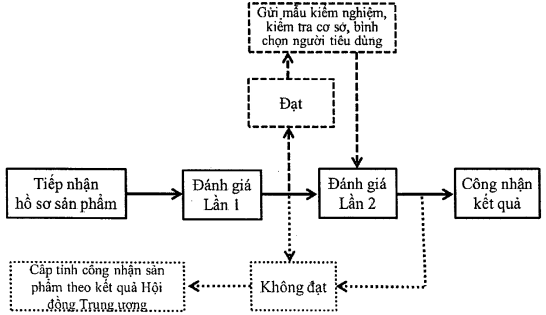 Gửi mẫu kiểm nghiệm,
kiểm tra cơ sở, bình
chọn người tiêu dùng
Đạt
Tiếp nhận
hồ sơ sản phẩm
Đánh giá
Lần 1
Đánh giá
Lần 2
Công nhận
kết quả
Cấp tỉnh công nhận sản
phẩm theo kết quả Hội
đồng Trung ương
Không đạt